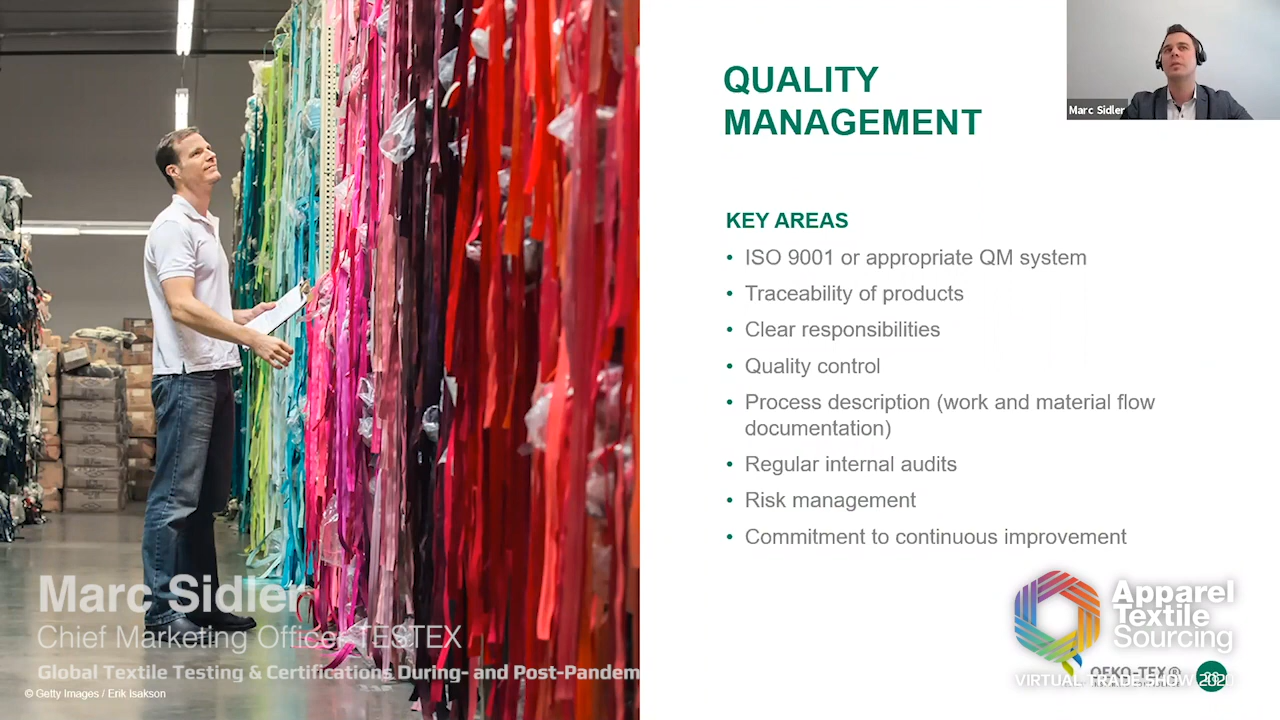 QUALITY
MANAGEMENT
Marc Sidler
KEY AREAS
• ISO 9001 or appropriate QM system
• Traceability of products
• Clear responsibilities
• Quality control
• Process description (work and material flow
documentation)
• Regular internal audits
• Risk management
• Commitment to continuous improvement
Marc Sidler
Chief Marketing Officer TESTEX
Global Textile Testing & Certifications During- and Post-Pandem
© Getty Images / Erik Isakson
Apparel
Textile
Sourcing
OEKO-TEX®
VIRTUAL TRADE SHOW 2020